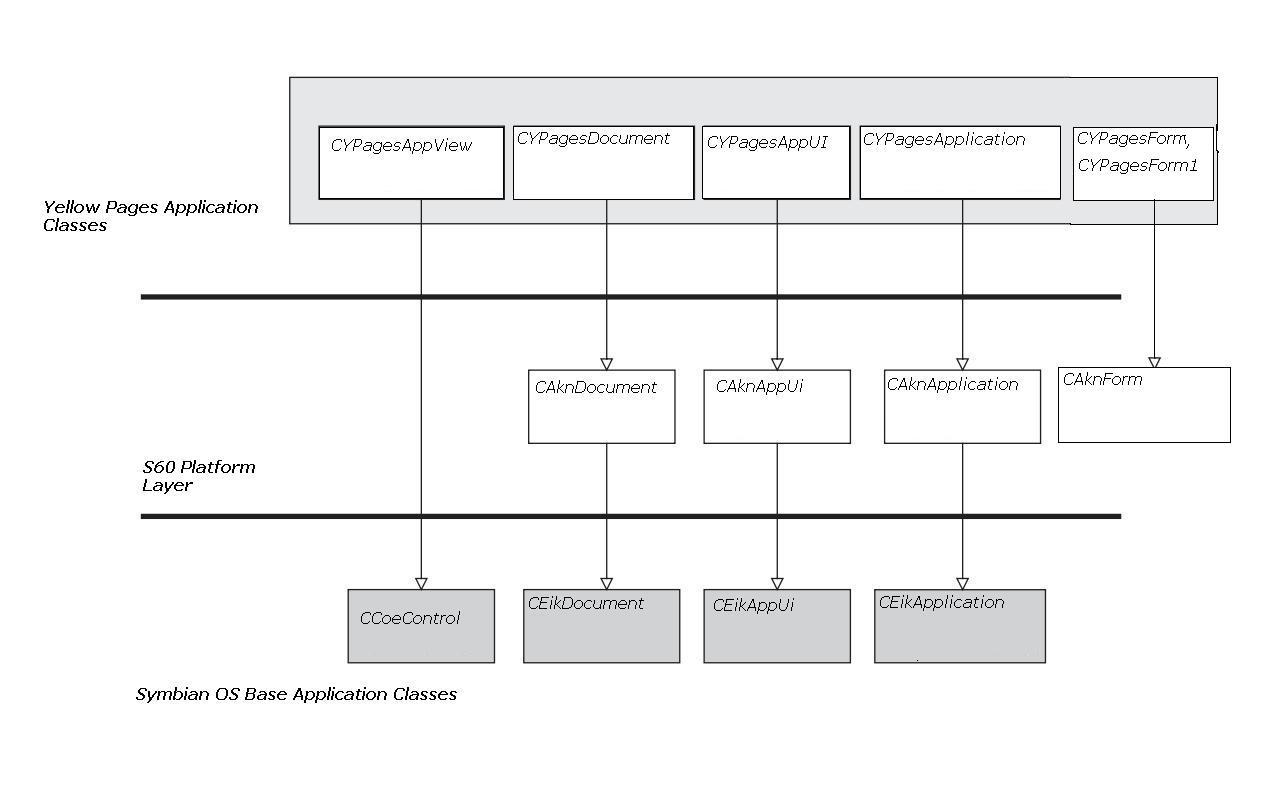 CYPagesAppView
CYPagesDocument
CYPagesAppUI
CYPagesApplication
CYPagesForm,
CYPagesForm1
Yellow Pages Application
Classes
CAknDocument
CAknAppUi
CAknApplication
CAknForm
S60 Platform
Layer
CCoeControl
CEikDocument
CEikAppUi
CEikApplication
Symbian OS Base Application Classes